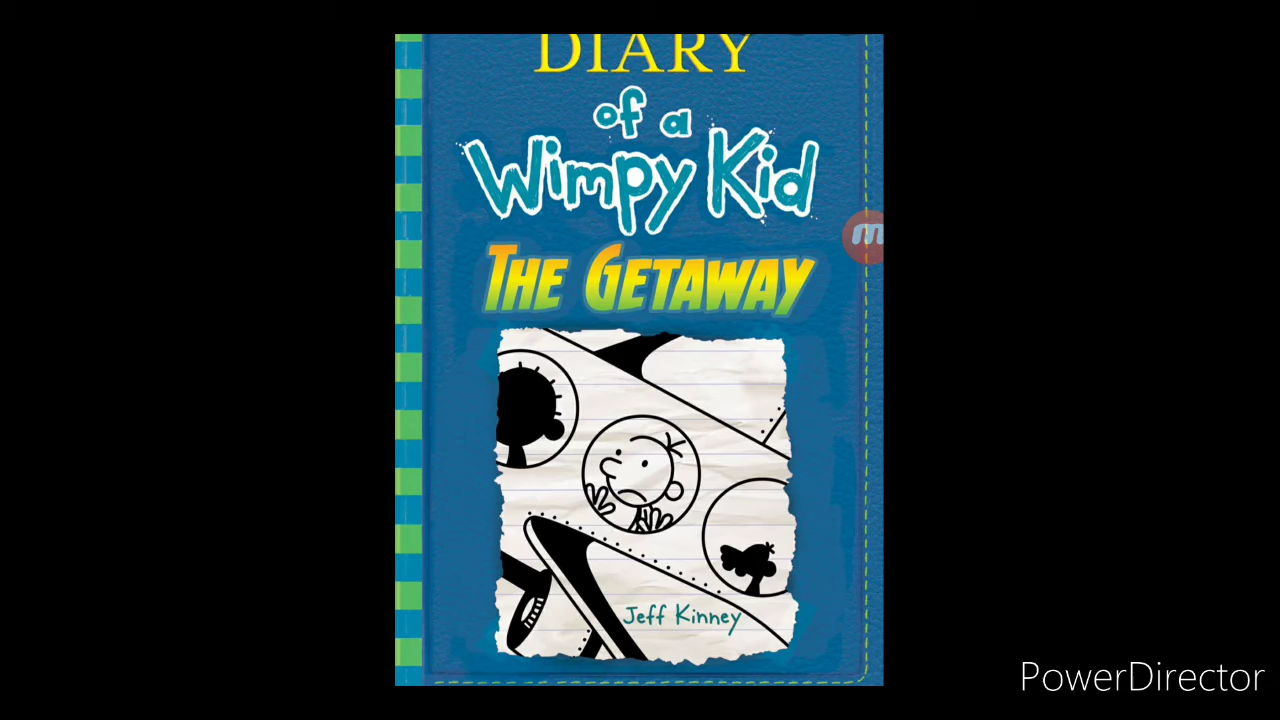 DIARY
of a
Wimpy Kid
THE GETAWAY
Jeff Kinney
PowerDirector